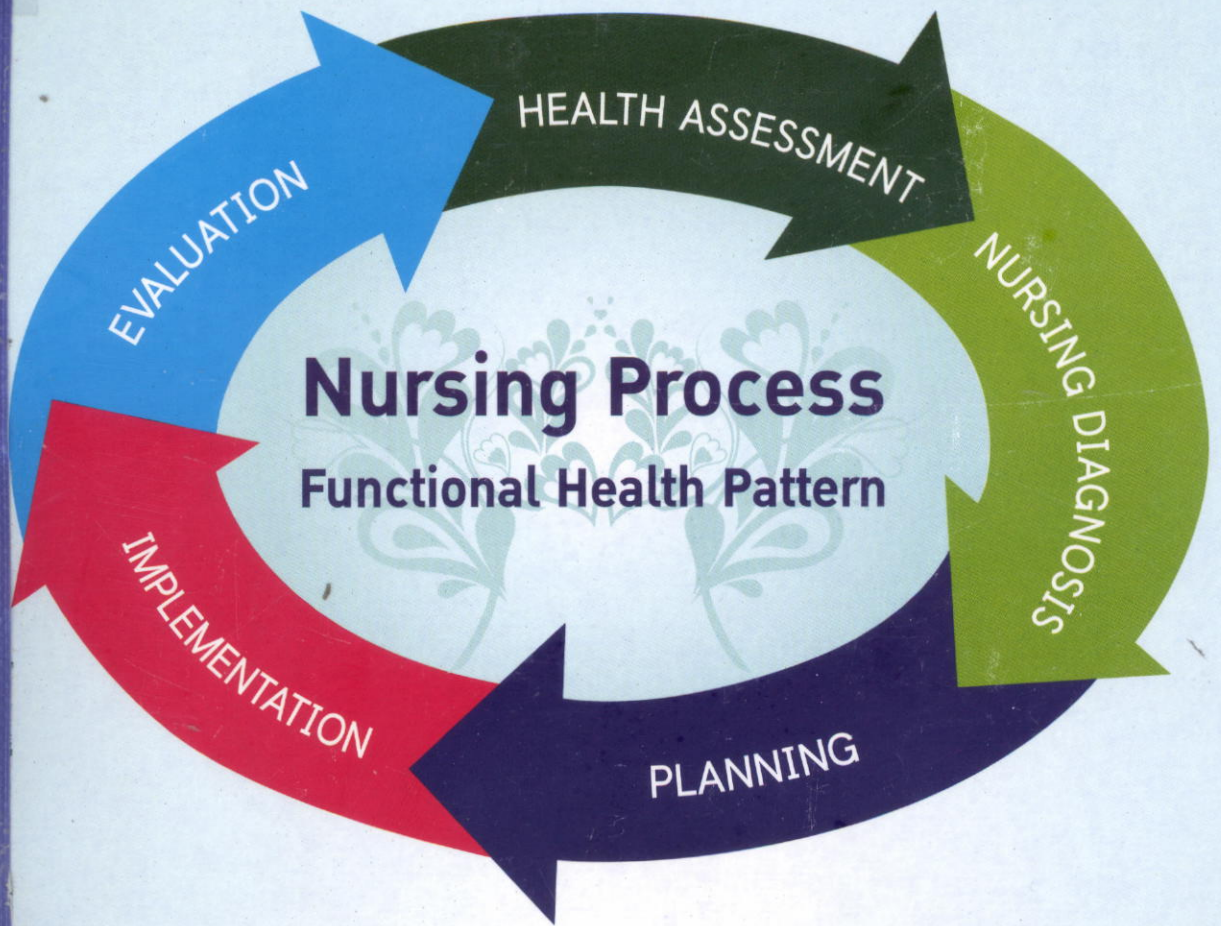 Nursing Process
Functional Health Pattern
HEALTH ASSESSMENT
NURSING DIAGNOSIS
PLANNING
IMPLEMENTATION
EVALUATION